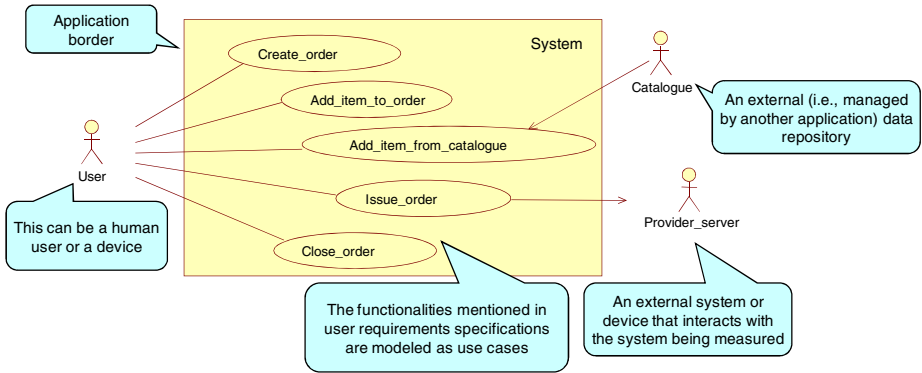 Application
border
System
Create_order
Add_item_to_order
Add_item_from_catalogue
Issue_order
Close_order
User
This can be a human
user or a device
Catalogue
An external (i.e., managed
by another application) data
repository
Provider_server
An external system or
device that interacts with
the system being measured
The functionalities mentioned in
user requirements specifications
are modeled as use cases